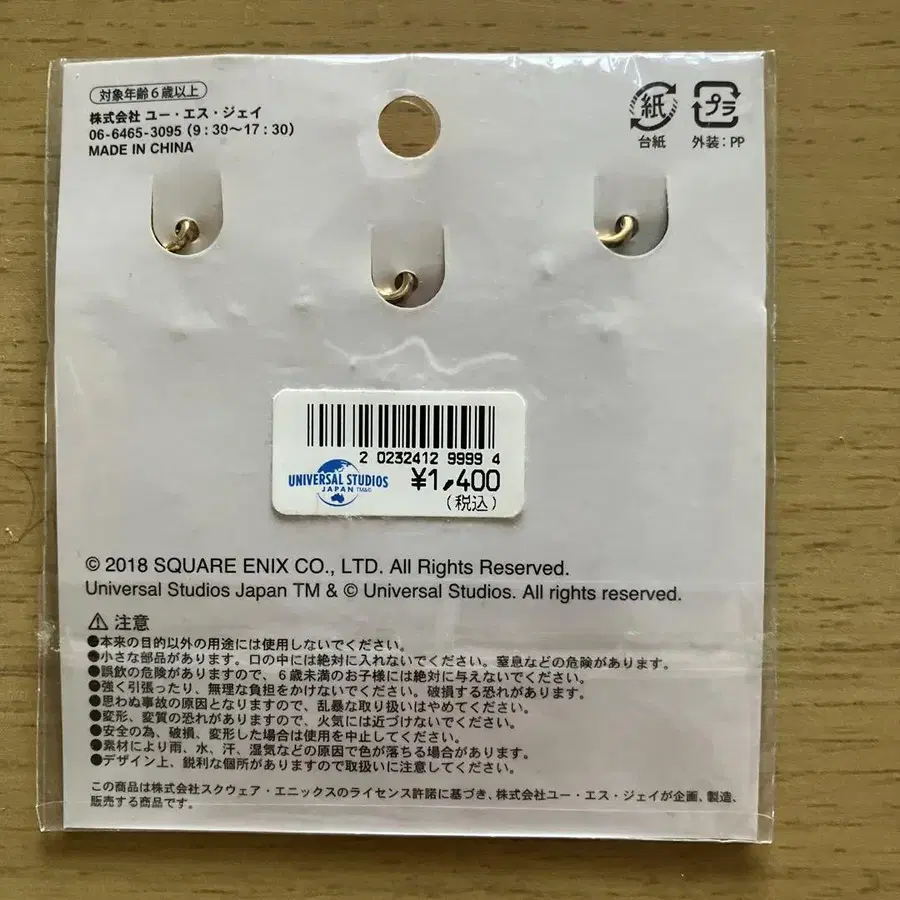 対象年齢6歳以上
株式会社 ユー・エス・ジェイ
06-6465-3095 (9:30〜17:30)
MADE IN CHINA
紙
台紙
プラ
外装:PP
2 0232412 9999 4
UNIVERSAL STUDIOS
JAPAN TM&©
¥1,400
(税込)
© 2018 SQUARE ENIX CO., LTD. All Rights Reserved.
Universal Studios Japan TM & © Universal Studios. All rights reserved.
⚠ 注意
●本来の目的以外の用途には使用しないでください。
●小さな部品があります。口の中には絶対に入れないでください。窒息などの危険があります。
●誤飲の危険がありますので、6歳未満のお子様には絶対に与えないでください。
●強く引張ったり、無理な負担をかけないでください。破損する恐れがあります。
●思わぬ事故の原因となりますので、乱暴な取り扱いはやめてください。
●変形、変質の恐れがありますので、火気には近づけないでください。
●安全の為、破損、変形した場合は使用を中止してください。
●素材により雨、水、汗、湿気などの原因で色が落ちる場合があります。
●デザイン上、鋭利な個所がありますので取扱いに注意してください。
この商品は株式会社スクウェア・エニックスのライセンス許諾に基づき、株式会社ユー・エス・ジェイが企画、製造、
販売する商品です。